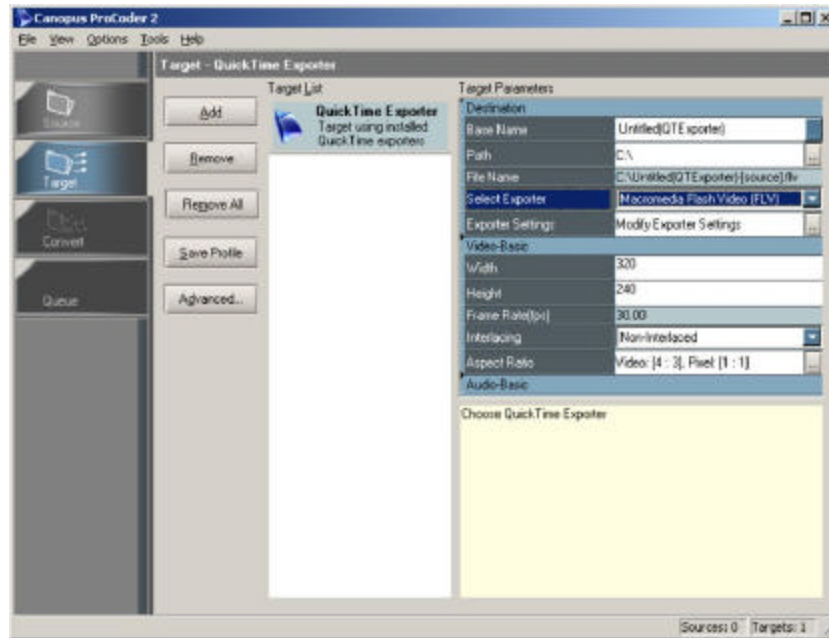 Canopus ProCoder 2
File View Options Tools Help
Target - QuickTime Exporter
Source
Target
Convert
Queue
Add
Remove
Remove All
Save Profile
Advanced...
Target List
QuickTime Exporter
Target using installed
QuickTime exporters
Target Parameters
Destination
Base Name Untitled(QTExporter)
Path C:\ ...
File Name C:\Untitled(QTExporter)-[source].flv
Select Exporter Macromedia Flash Video (FLV)
Exporter Settings Modify Exporter Settings ...
Video-Basic
Width 320
Height 240
Frame Rate(fps) 30.00
Interlacing Non-Interlaced
Aspect Ratio Video: [4 : 3], Pixel: [1 : 1] ...
Audio-Basic
Choose QuickTime Exporter
Sources: 0 Targets: 1